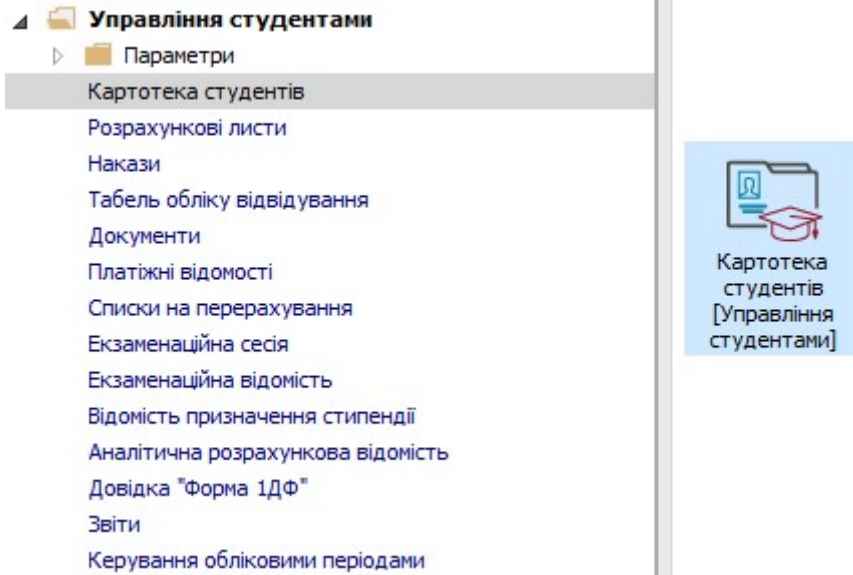 Управління студентами
Параметри
Картотека студентів
Розрахункові листи
Накази
Табель обліку відвідування
Документи
Платіжні відомості
Списки на перерахування
Екзаменаційна сесія
Екзаменаційна відомість
Відомість призначення стипендії
Аналітична розрахункова відомість
Довідка "Форма 1ДФ"
Звіти
Керування обліковими періодами
Картотека
студентів
[Управління
студентами]